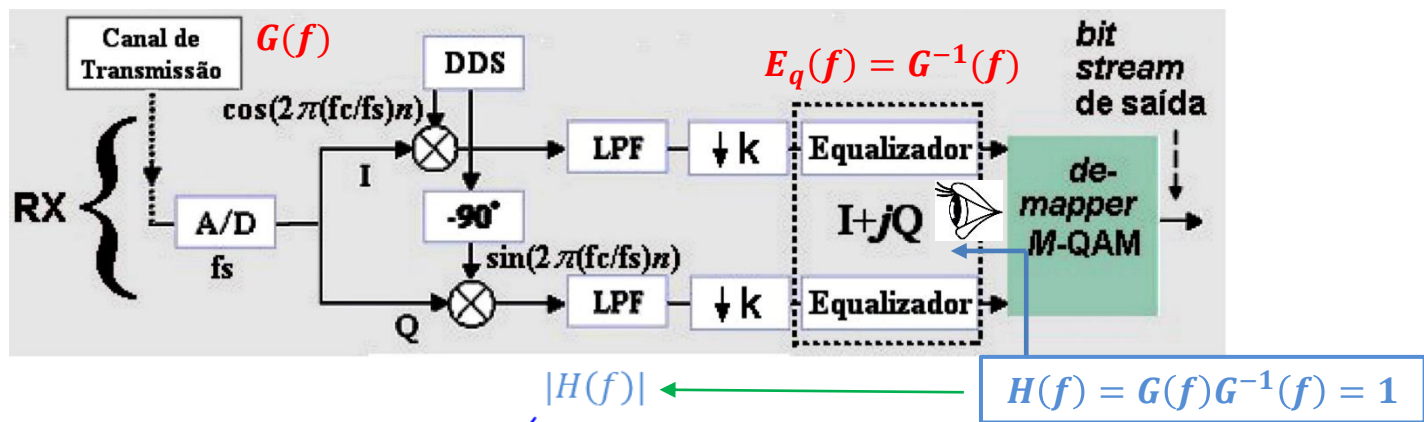 Canal de
Transmissão
G(f)
DDS
E_q(f) = G⁻¹(f)
bit
stream
de saída
cos(2π(fc/fs)n)
LPF
↓k
Equalizador
I
RX
{
A/D
fs
-90°
I+jQ
de-
mapper
M-QAM
sin(2π(fc/fs)n)
LPF
↓k
Equalizador
Q
|H(f)|
H(f) = G(f)G⁻¹(f) = 1